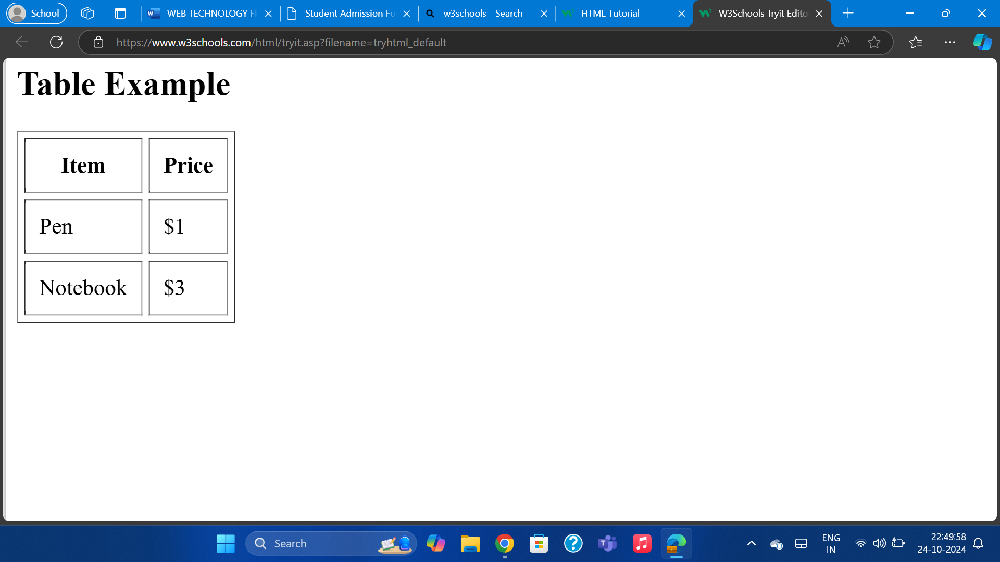 School
WEB TECHNOLOGY FI
Student Admission Fo
w3schools - Search
HTML Tutorial
W3Schools Tryit Edito
https://www.w3schools.com/html/tryit.asp?filename=tryhtml_default
Table Example
Item Price
Pen $1
Notebook $3
Search
ENG
IN
22:49:58
24-10-2024